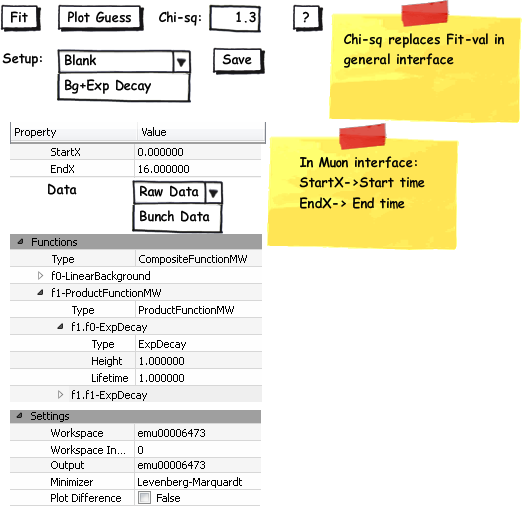 Fit Plot Guess Chi-sq: 1.3 ?
Setup: Blank Save
Bg+Exp Decay
Chi-sq replaces Fit-val in
general interface
Property Value
StartX 0.000000
EndX 16.000000
Data Raw Data
Bunch Data
In Muon interface:
StartX->Start time
EndX-> End time
Functions
Type CompositeFunctionMW
f0-LinearBackground
f1-ProductFunctionMW
Type ProductFunctionMW
f1.f0-ExpDecay
Type ExpDecay
Height 1.000000
Lifetime 1.000000
f1.f1-ExpDecay
Settings
Workspace emu00006473
Workspace In... 0
Output emu00006473
Minimizer Levenberg-Marquardt
Plot Difference False